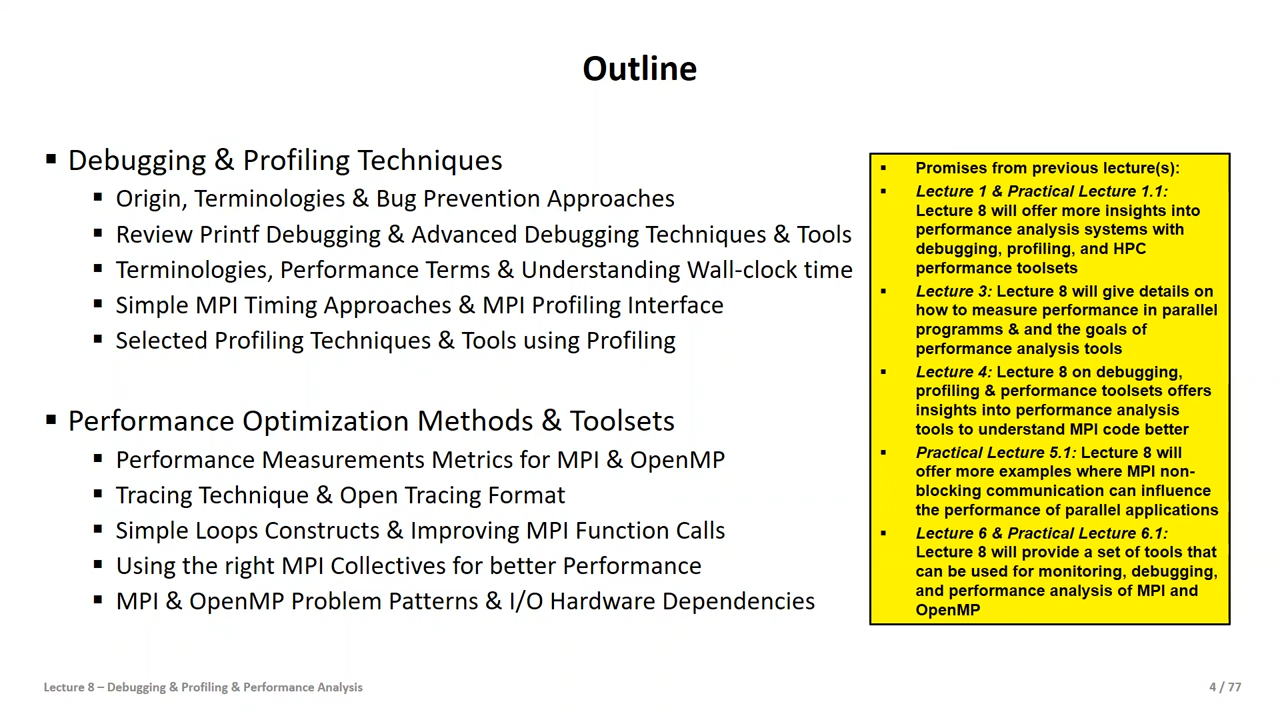 Outline
▪ Debugging & Profiling Techniques
▪ Origin, Terminologies & Bug Prevention Approaches
▪ Review Printf Debugging & Advanced Debugging Techniques & Tools
▪ Terminologies, Performance Terms & Understanding Wall-clock time
▪ Simple MPI Timing Approaches & MPI Profiling Interface
▪ Selected Profiling Techniques & Tools using Profiling
▪ Performance Optimization Methods & Toolsets
▪ Performance Measurements Metrics for MPI & OpenMP
▪ Tracing Technique & Open Tracing Format
▪ Simple Loops Constructs & Improving MPI Function Calls
▪ Using the right MPI Collectives for better Performance
▪ MPI & OpenMP Problem Patterns & I/O Hardware Dependencies
▪ Promises from previous lecture(s):
▪ Lecture 1 & Practical Lecture 1.1:
Lecture 8 will offer more insights into
performance analysis systems with
debugging, profiling, and HPC
performance toolsets
▪ Lecture 3: Lecture 8 will give details on
how to measure performance in parallel
programms & and the goals of
performance analysis tools
▪ Lecture 4: Lecture 8 on debugging,
profiling & performance toolsets offers
insights into performance analysis
tools to understand MPI code better
▪ Practical Lecture 5.1: Lecture 8 will
offer more examples where MPI non-
blocking communication can influence
the performance of parallel applications
▪ Lecture 6 & Practical Lecture 6.1:
Lecture 8 will provide a set of tools that
can be used for monitoring, debugging,
and performance analysis of MPI and
OpenMP
Lecture 8 – Debugging & Profiling & Performance Analysis
4 / 77